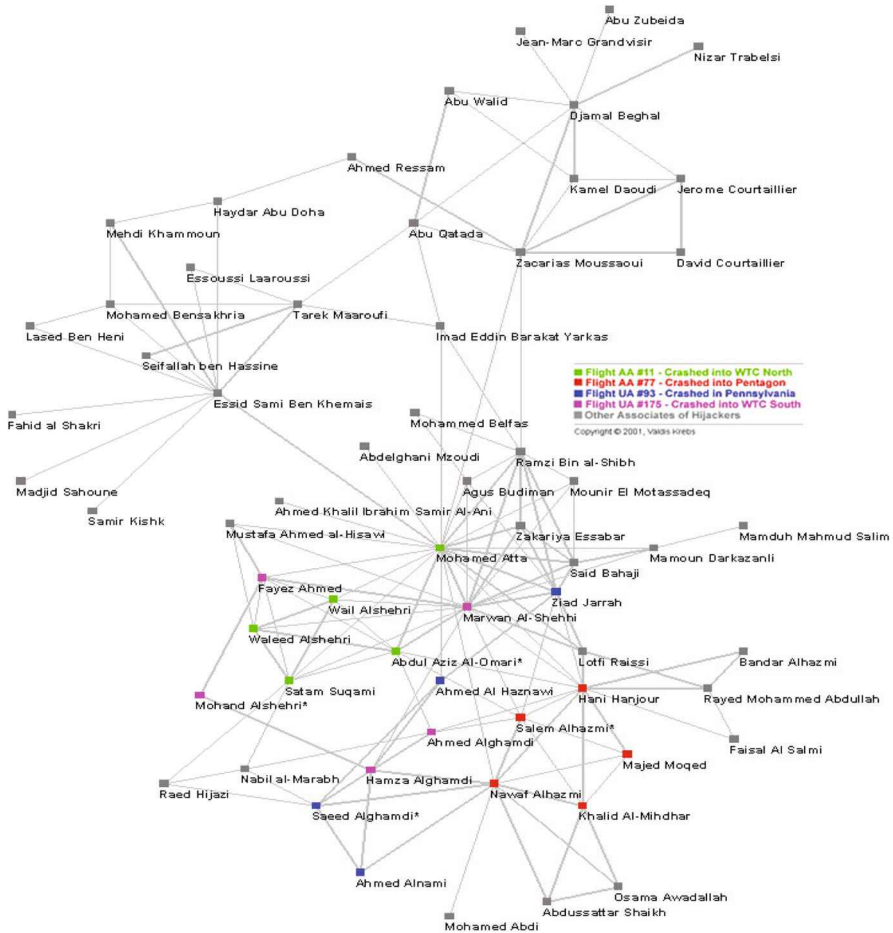 Abu Zubeida
Jean-Marc Grandvisir
Nizar Trabelsi
Abu Walid
Djamal Beghal
Ahmed Ressam
Kamel Daoudi
Jerome Courtaillier
Haydar Abu Doha
Mehdi Khammoun
Abu Qatada
Zacarias Moussaoui
David Courtaillier
Essoussi Laaroussi
Mohamed Bensakhria
Tarek Maaroufi
Lased Ben Heni
Imad Eddin Barakat Yarkas
Seifallah ben Hassine
Flight AA #11 - Crashed into WTC North
Flight AA #77 - Crashed into Pentagon
Flight UA #93 - Crashed in Pennsylvania
Flight UA #175 - Crashed into WTC South
Other Associates of Hijackers
Copyright © 2001, Valdis Krebs
Essid Sami Ben Khemais
Fahid al Shakri
Mohammed Belfas
Abdelghani Mzoudi
Ramzi Bin al-Shibh
Madjid Sahoune
Agus Budiman
Mounir El Motassadeq
Samir Kishk
Ahmed Khalil Ibrahim Samir Al-Ani
Mustafa Ahmed al-Hisawi
Zakariya Essabar
Mamduh Mahmud Salim
Mohamed Atta
Mamoun Darkazanli
Said Bahaji
Fayez Ahmed
Ziad Jarrah
Wail Alshehri
Marwan Al-Shehhi
Waleed Alshehri
Abdul Aziz Al-Omari*
Lotfi Raissi
Bandar Alhazmi
Satam Suqami
Ahmed Al Haznawi
Hani Hanjour
Rayed Mohammed Abdullah
Mohand Alshehri*
Salem Alhazmi*
Ahmed Alghamdi
Faisal Al Salmi
Majed Moqed
Nabil al-Marabh
Hamza Alghamdi
Raed Hijazi
Nawaf Alhazmi
Saeed Alghamdi*
Khalid Al-Mihdhar
Ahmed Alnami
Osama Awadallah
Abdussattar Shaikh
Mohamed Abdi